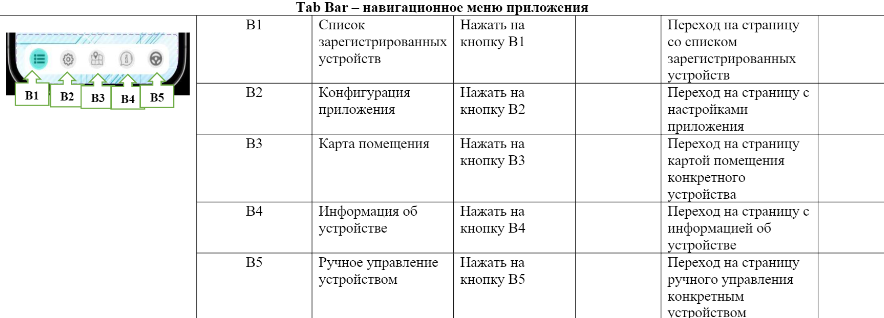 Tab Bar – навигационное меню приложения
B1 B2 B3 B4 B5
B1
Список
зарегистрированных
устройств
Нажать на
кнопку B1
Переход на страницу
со списком
зарегистрированных
устройств
B2
Конфигурация
приложения
Нажать на
кнопку B2
Переход на страницу с
настройками
приложения
B3
Карта помещения
Нажать на
кнопку B3
Переход на страницу
картой помещения
конкретного
устройства
B4
Информация об
устройстве
Нажать на
кнопку B4
Переход на страницу с
информацией об
устройстве
B5
Ручное управление
устройством
Нажать на
кнопку B5
Переход на страницу
ручного управления
конкретным
устройством